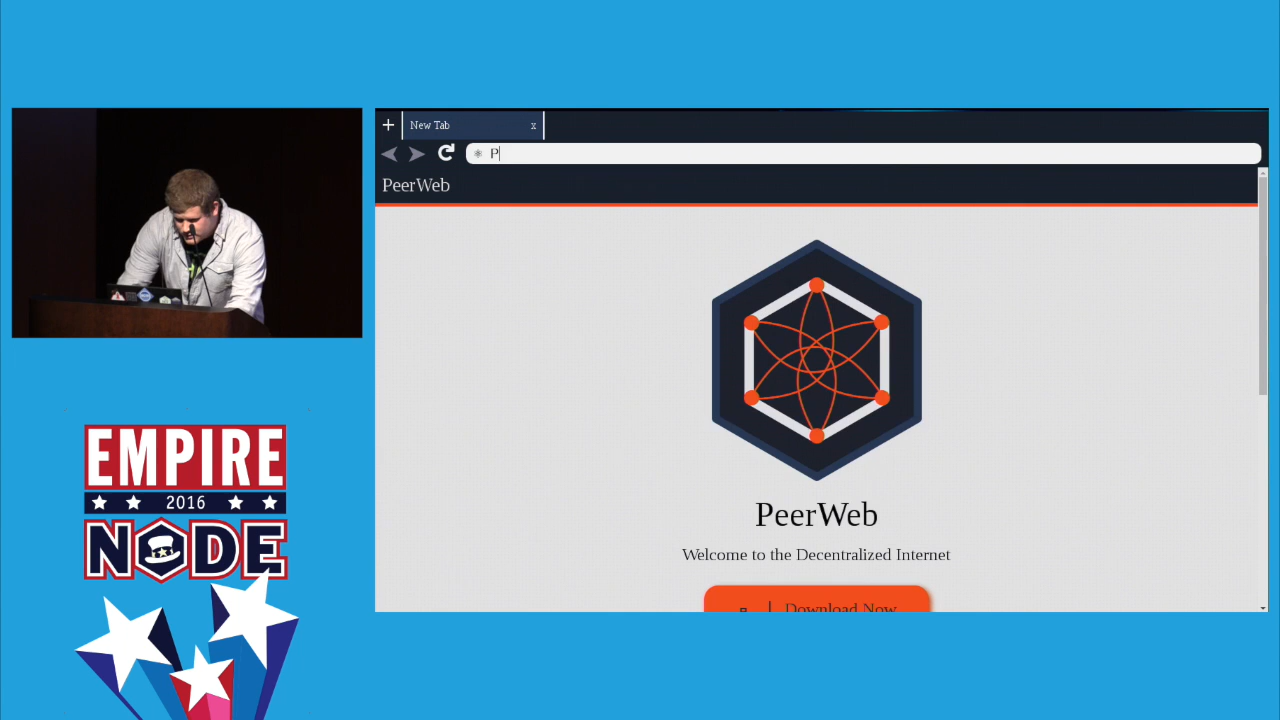 New Tab
x
P
PeerWeb
PeerWeb
Welcome to the Decentralized Internet
Download Now
EMPIRE
2016
NODE